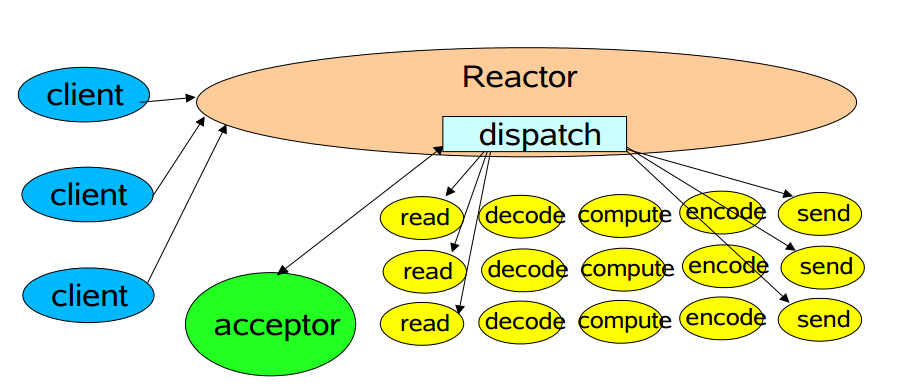 Reactor
client
dispatch
client
read decode compute encode send
read decode compute encode send
client
acceptor
read decode compute encode send